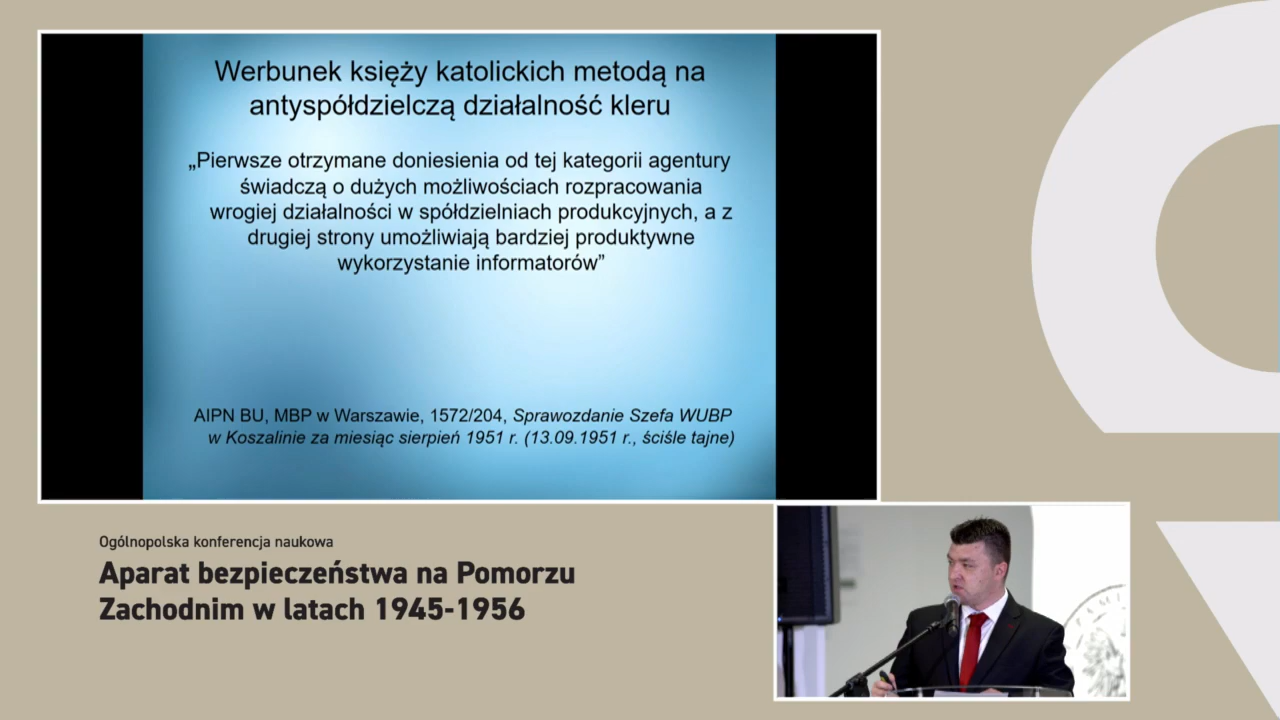 Werbunek księży katolickich metodą na
antyspółdzielczą działalność kleru
„Pierwsze otrzymane doniesienia od tej kategorii agentury
świadczą o dużych możliwościach rozpracowania
wrogiej działalności w spółdzielniach produkcyjnych, a z
drugiej strony umożliwiają bardziej produktywne
wykorzystanie informatorów”
AIPN BU, MBP w Warszawie, 1572/204, Sprawozdanie Szefa WUBP
w Koszalinie za miesiąc sierpień 1951 r. (13.09.1951 r., ściśle tajne)
Ogólnopolska konferencja naukowa
Aparat bezpieczeństwa na Pomorzu
Zachodnim w latach 1945-1956